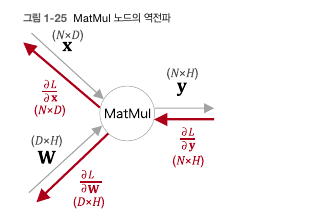 그림 1-25 MatMul 노드의 역전파
(N×D)
x
(N×H)
y
∂L
∂x
(N×D)
MatMul
(D×H)
W
∂L
∂y
(N×H)
∂L
∂W
(D×H)